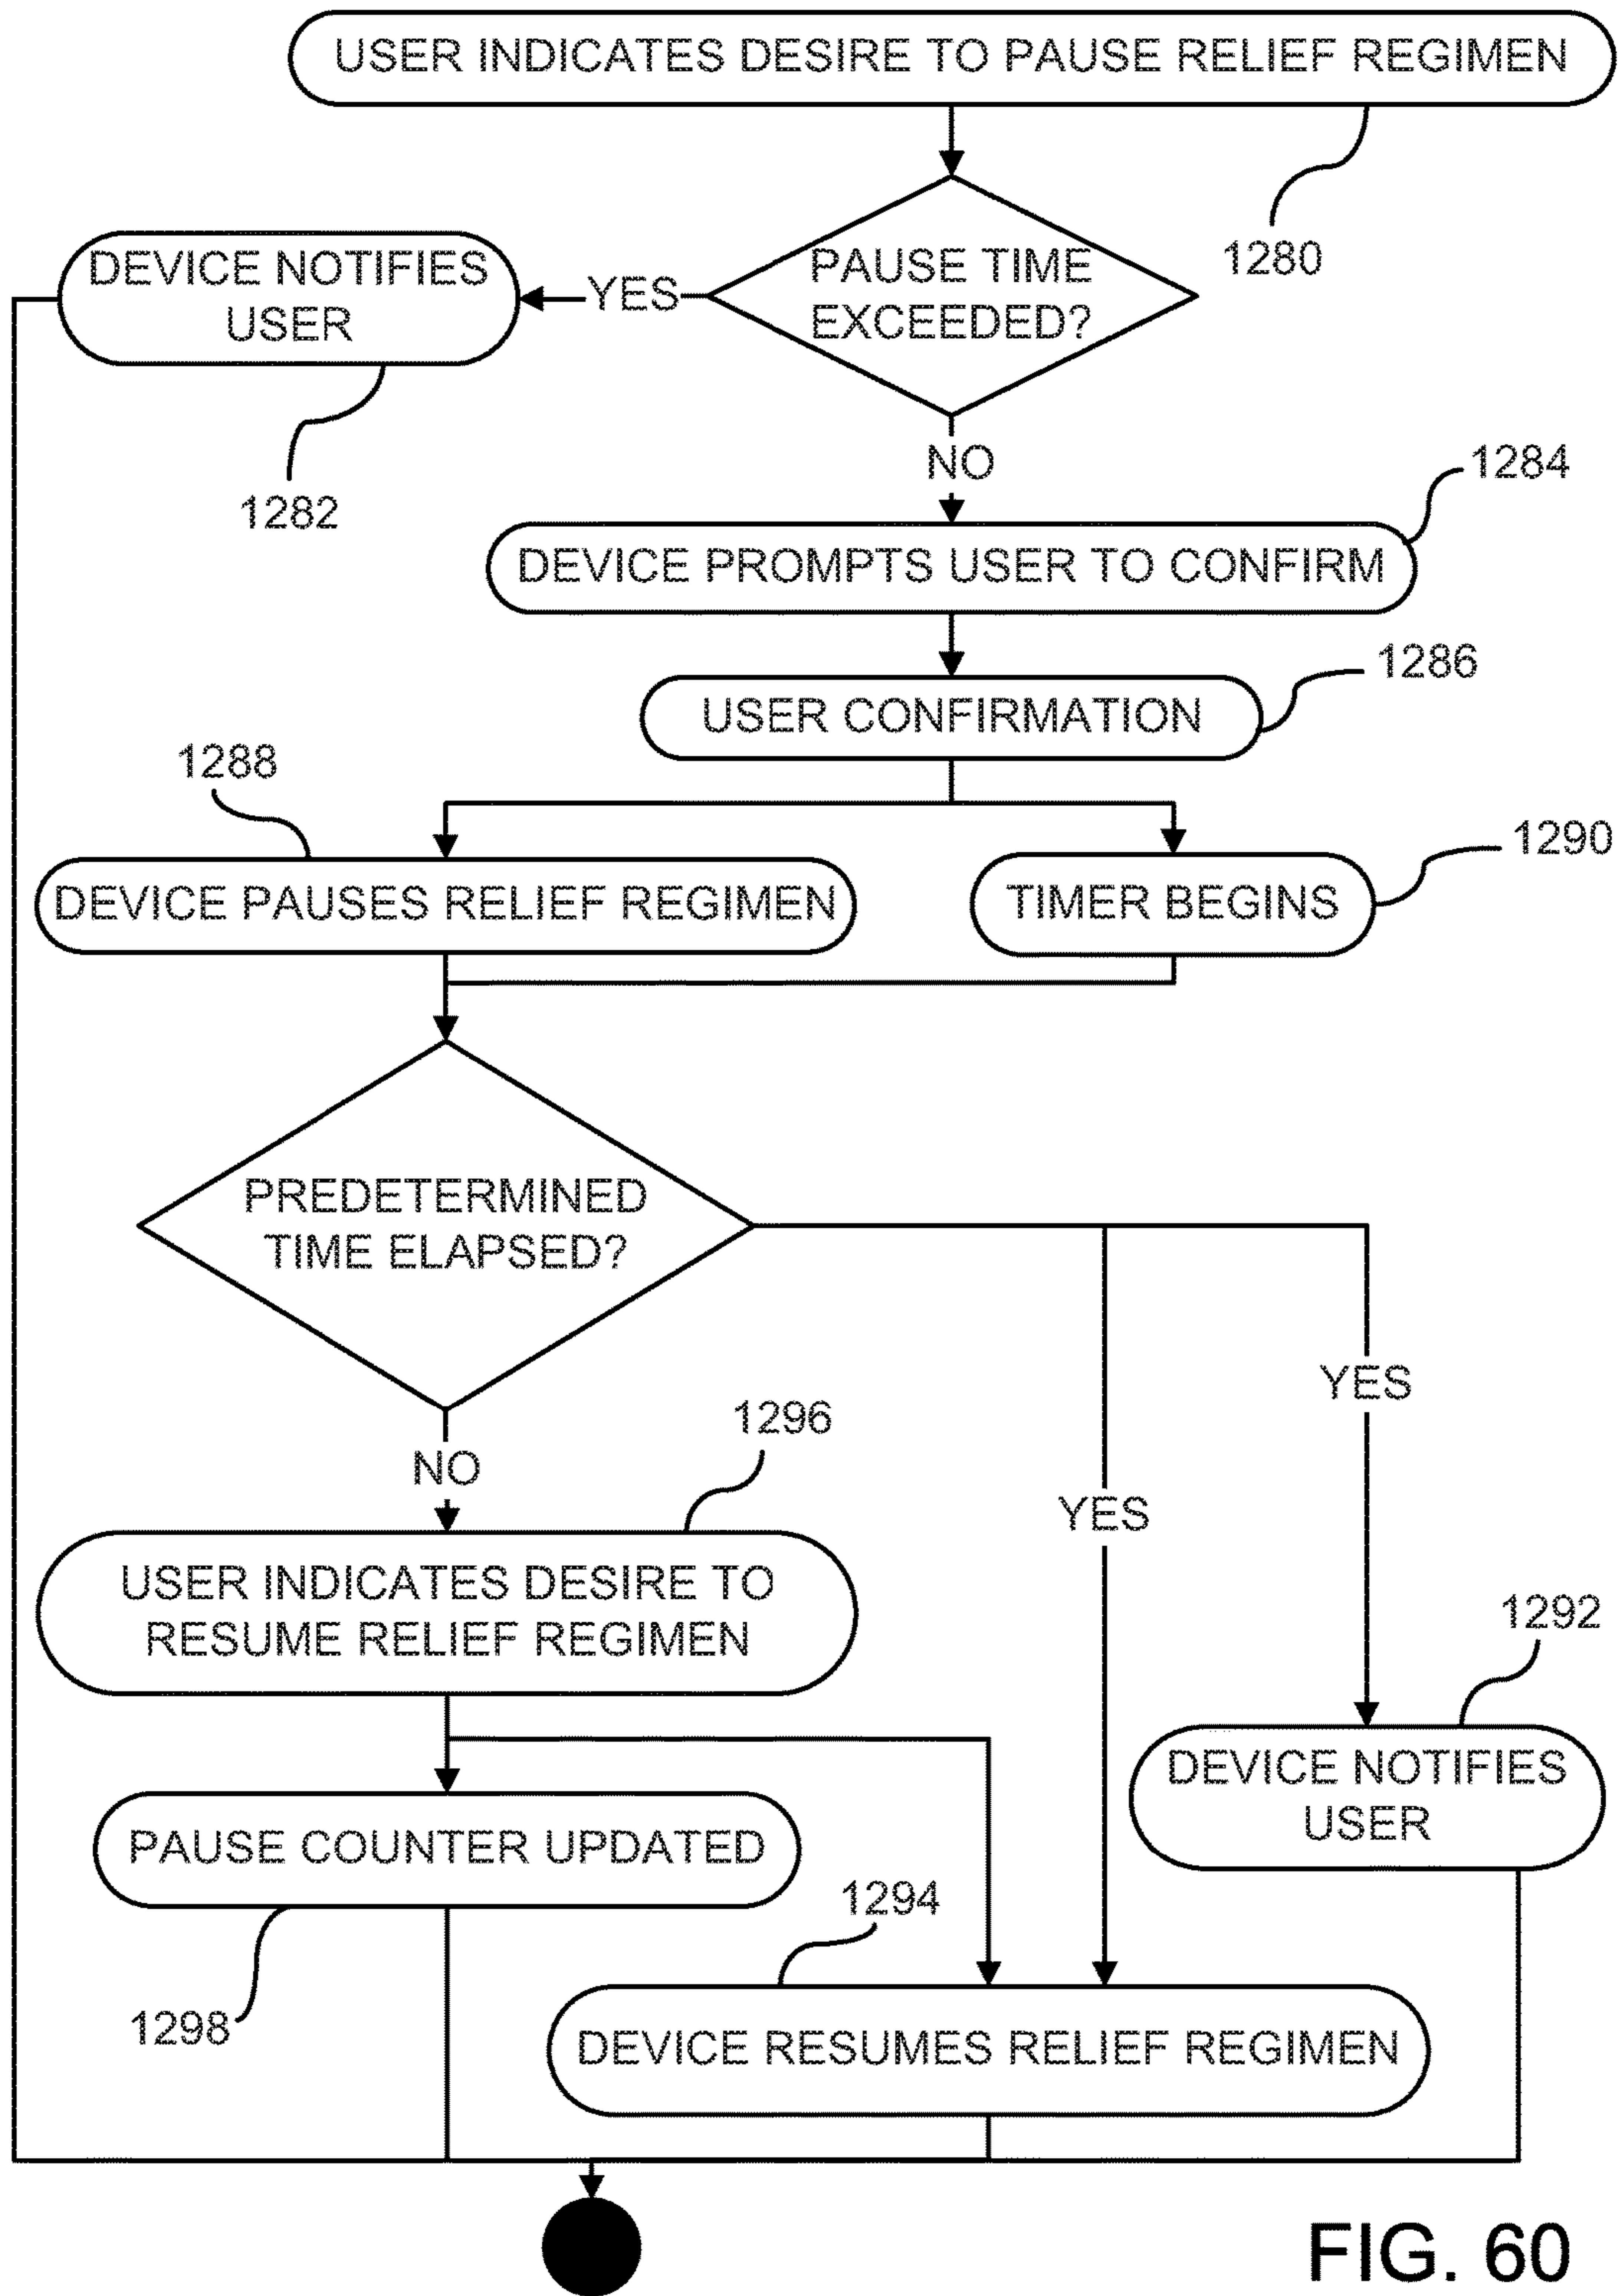 USER INDICATES DESIRE TO PAUSE RELIEF REGIMEN
1280
PAUSE TIME
EXCEEDED?
YES
DEVICE NOTIFIES
USER
1282
NO
1284
DEVICE PROMPTS USER TO CONFIRM
1286
USER CONFIRMATION
1288
1290
DEVICE PAUSES RELIEF REGIMEN
TIMER BEGINS
PREDETERMINED
TIME ELAPSED?
YES
NO
1296
YES
USER INDICATES DESIRE TO
RESUME RELIEF REGIMEN
1292
DEVICE NOTIFIES
USER
PAUSE COUNTER UPDATED
1294
1298
DEVICE RESUMES RELIEF REGIMEN
FIG. 60